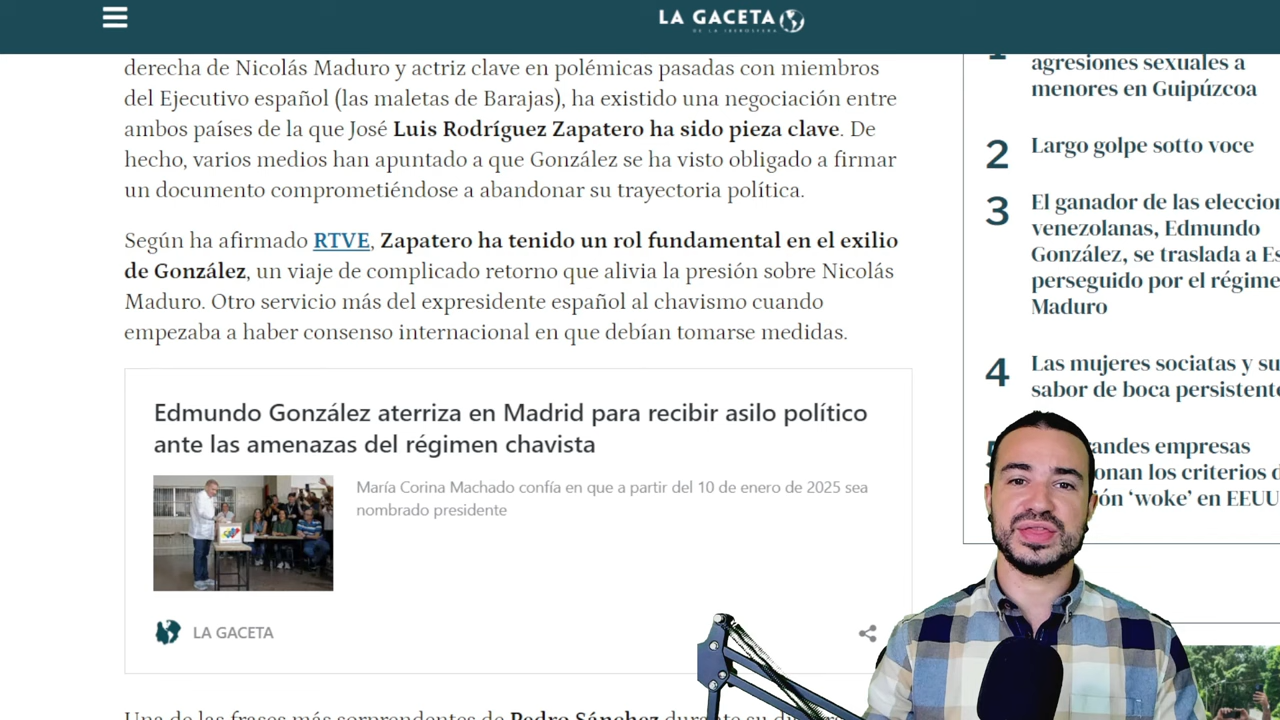 LA GACETA
DE LA IBEROSFERA
derecha de Nicolás Maduro y actriz clave en polémicas pasadas con miembros
del Ejecutivo español (las maletas de Barajas), ha existido una negociación entre
ambos países de la que José Luis Rodríguez Zapatero ha sido pieza clave. De
hecho, varios medios han apuntado a que González se ha visto obligado a firmar
un documento comprometiéndose a abandonar su trayectoria política.
Según ha afirmado RTVE, Zapatero ha tenido un rol fundamental en el exilio
de González, un viaje de complicado retorno que alivia la presión sobre Nicolás
Maduro. Otro servicio más del expresidente español al chavismo cuando
empezaba a haber consenso internacional en que debían tomarse medidas.
Edmundo González aterriza en Madrid para recibir asilo político
ante las amenazas del régimen chavista
María Corina Machado confía en que a partir del 10 de enero de 2025 sea
nombrado presidente
LA GACETA
Una de las frases más sorprendentes de Pedro Sánchez durante su
agresiones sexuales a
menores en Guipúzcoa
2 Largo golpe sotto voce
3 El ganador de las eleccion
venezolanas, Edmundo
González, se traslada a Es
perseguido por el régime
Maduro
4 Las mujeres sociatas y su
sabor de boca persistente
andes empresas
onan los criterios d
ión ‘woke’ en EEUU